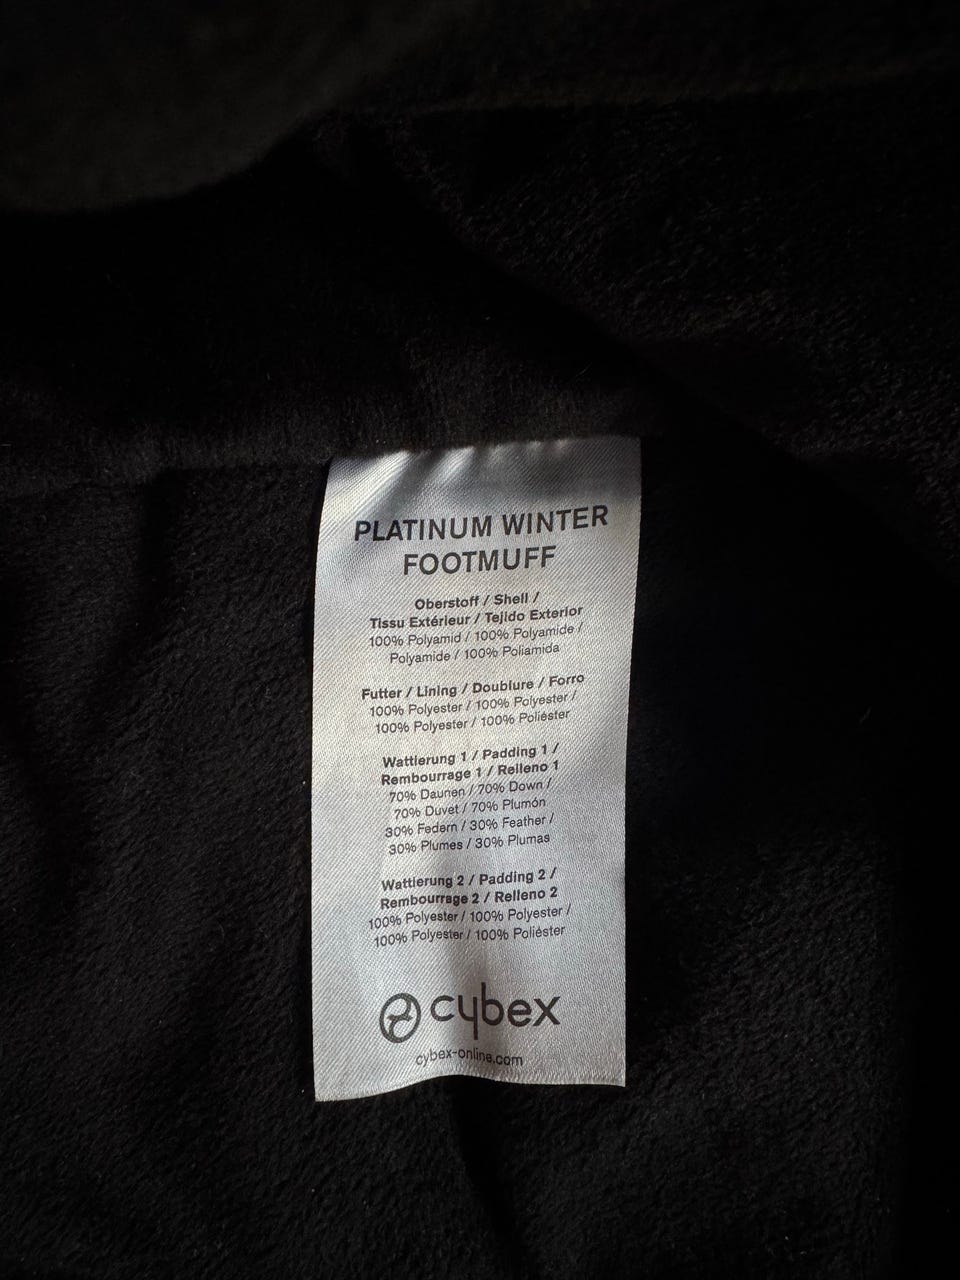 PLATINUM WINTER
FOOTMUFF
Oberstoff / Shell /
Tissu Extérieur / Tejido Exterior
100% Polyamid / 100% Polyamide /
Polyamide / 100% Poliamida
Futter / Lining / Doublure / Forro
100% Polyester / 100% Polyester /
100% Polyester / 100% Poliéster
Wattierung 1 / Padding 1 /
Rembourrage 1 / Relleno 1
70% Daunen / 70% Down /
70% Duvet / 70% Plumón
30% Federn / 30% Feather /
30% Plumes / 30% Plumas
Wattierung 2 / Padding 2 /
Rembourrage 2 / Relleno 2
100% Polyester / 100% Polyester /
100% Polyester / 100% Poliéster
cybex
cybex-online.com